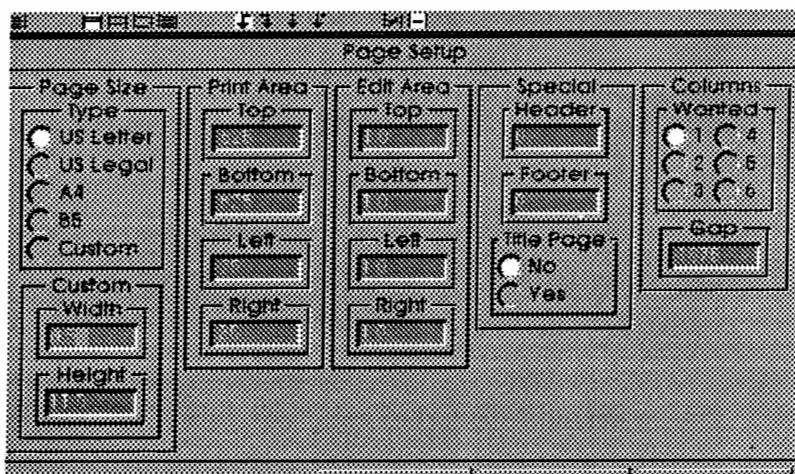 Page Setup
Page Size
Type
US Letter
US Legal
A4
B5
Custom
Custom
Width
Height
Print Area
Top
Bottom
Left
Right
Edit Area
Top
Bottom
Left
Right
Special
Header
Footer
Title Page
No
Yes
Columns
Wanted
1 4
2 5
3 6
Gap